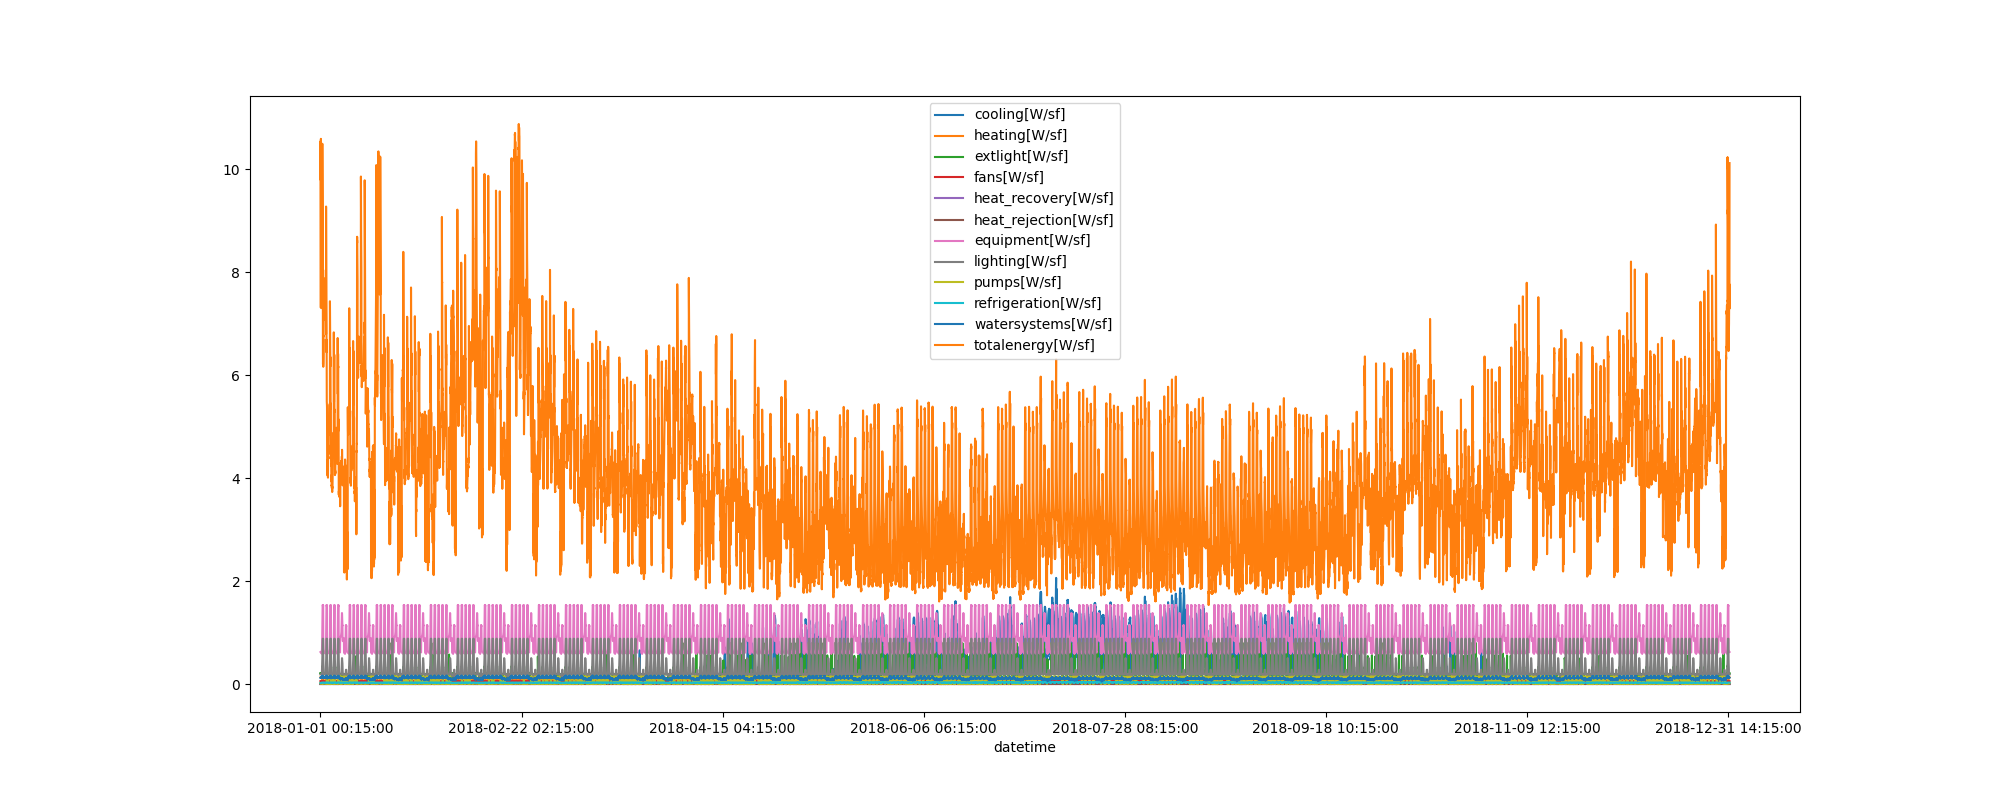 cooling[W/sf]
heating[W/sf]
extlight[W/sf]
fans[W/sf]
heat_recovery[W/sf]
heat_rejection[W/sf]
equipment[W/sf]
lighting[W/sf]
pumps[W/sf]
refrigeration[W/sf]
watersystems[W/sf]
totalenergy[W/sf]
10
8
6
4
2
0
2018-01-01 00:15:00 2018-02-22 02:15:00 2018-04-15 04:15:00 2018-06-06 06:15:00 2018-07-28 08:15:00 2018-09-18 10:15:00 2018-11-09 12:15:00 2018-12-31 14:15:00
datetime